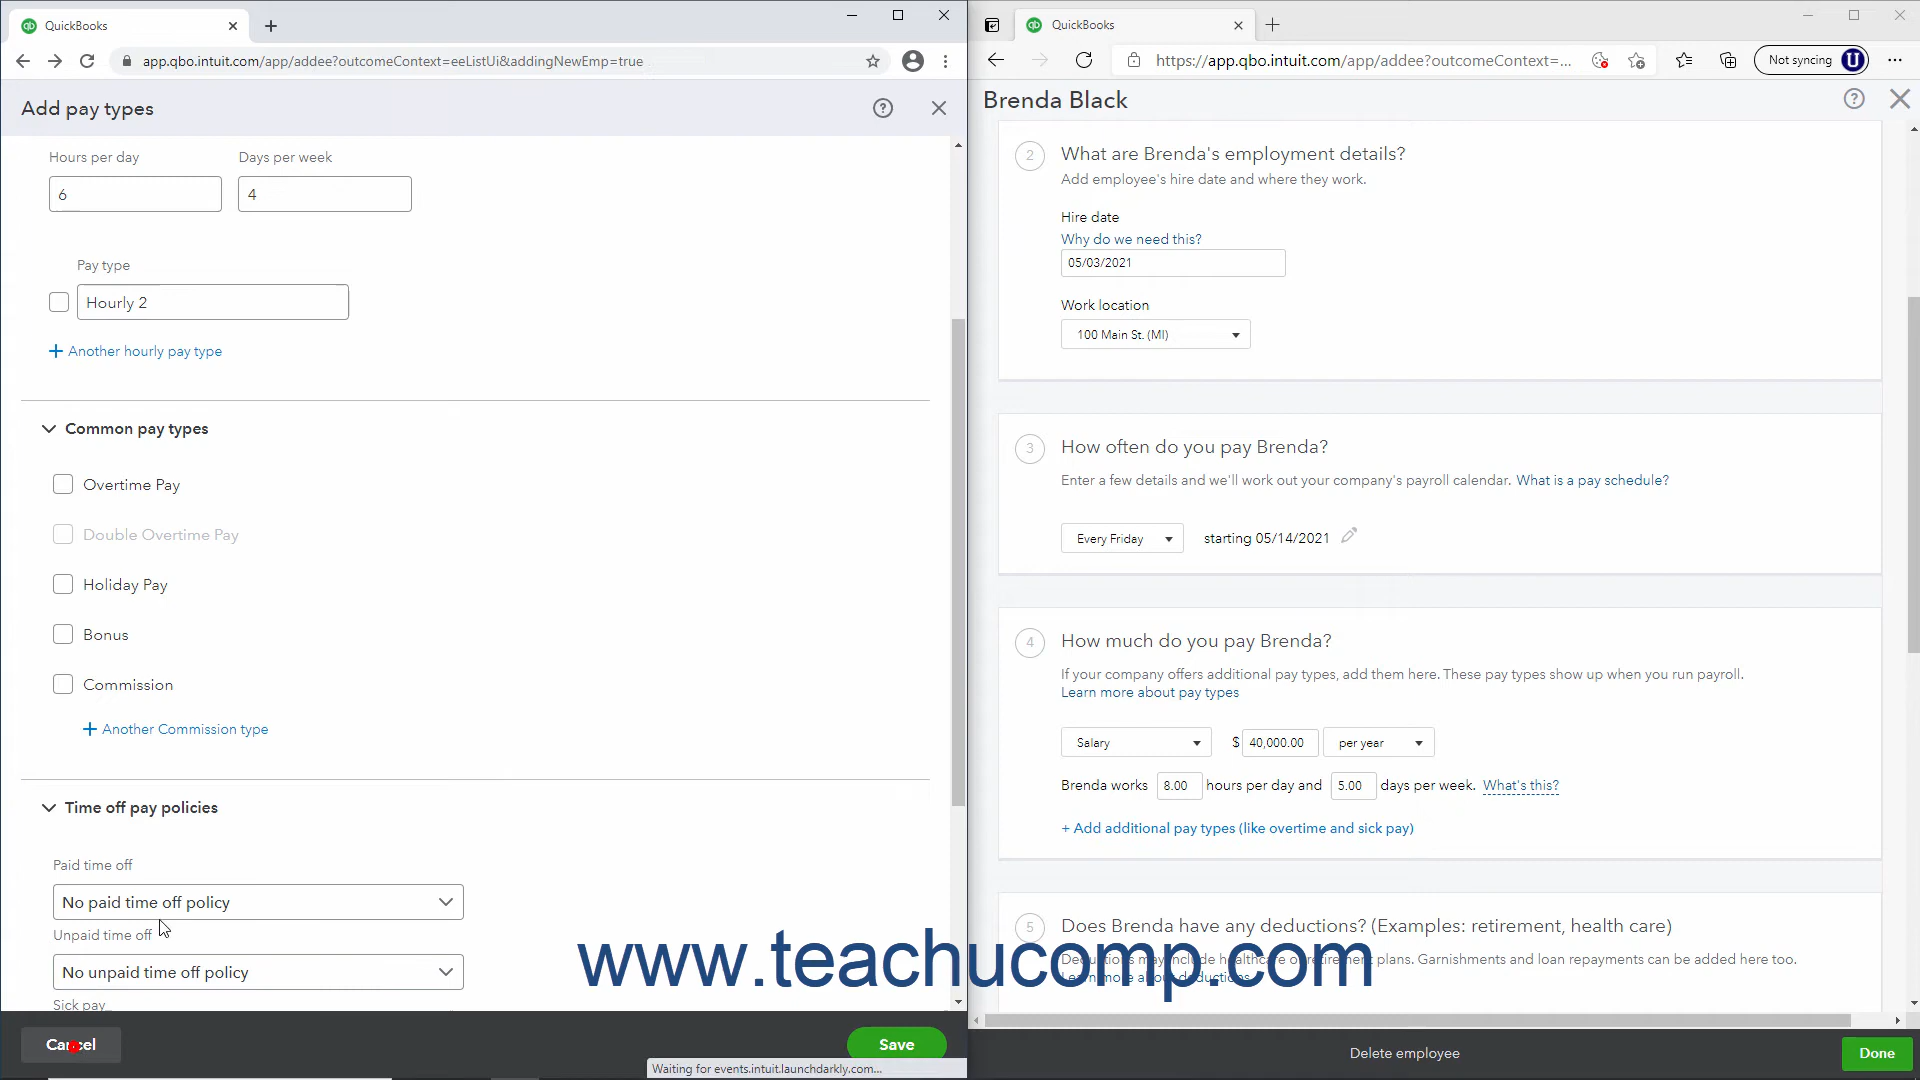 QuickBooks
app.qbo.intuit.com/app/addee?outcomeContext=eeListUi&addingNewEmp=true
Add pay types
Hours per day
Days per week
6
4
Pay type
Hourly 2
Another hourly pay type
Common pay types
Overtime Pay
Double Overtime Pay
Holiday Pay
Bonus
Commission
Another Commission type
Time off pay policies
Paid time off
No paid time off policy
Unpaid time off
No unpaid time off policy
Sick pay
Cancel
Save
Waiting for events.intuit.launchdarkly.com...
QuickBooks
https://app.qbo.intuit.com/app/addee?outcomeContext=...
Not syncing
U
Brenda Black
2
What are Brenda's employment details?
Add employee's hire date and where they work.
Hire date
Why do we need this?
05/03/2021
Work location
100 Main St. (MI)
3
How often do you pay Brenda?
Enter a few details and we'll work out your company's payroll calendar. What is a pay schedule?
Every Friday
starting 05/14/2021
4
How much do you pay Brenda?
If your company offers additional pay types, add them here. These pay types show up when you run payroll.
Learn more about pay types
Salary
$ 40,000.00
per year
Brenda works 8.00 hours per day and 5.00 days per week. What's this?
+ Add additional pay types (like overtime and sick pay)
5
Does Brenda have any deductions? (Examples: retirement, health care)
Deductions may include healthcare or retirement plans. Garnishments and loan repayments can be added here too.
Learn more about deductions
www.teachucomp.com
Delete employee
Done